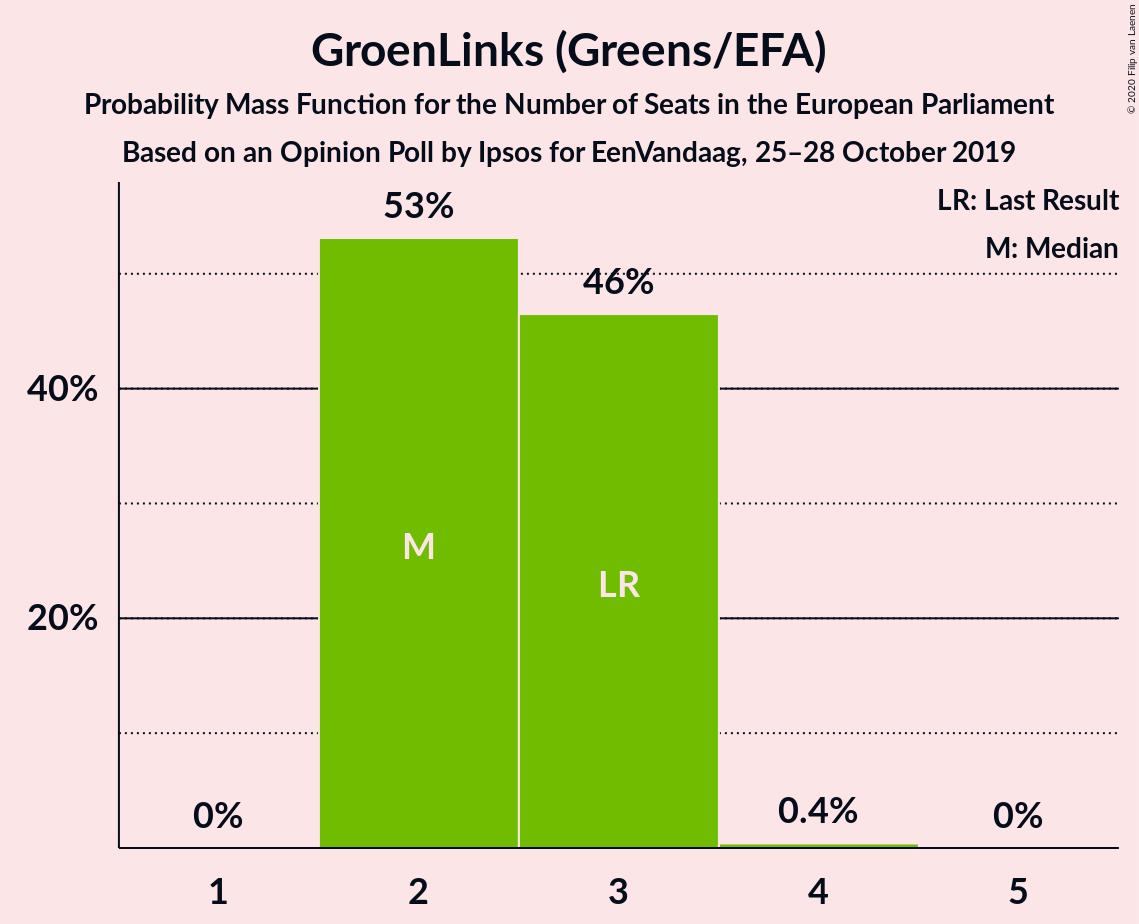 GroenLinks (Greens/EFA)
Probability Mass Function for the Number of Seats in the European Parliament
Based on an Opinion Poll by Ipsos for EenVandaag, 25–28 October 2019
© 2020 Filip van Laenen
LR: Last Result
M: Median
53%
46%
40%
M
LR
20%
0%
0.4%
0%
1
2
3
4
5